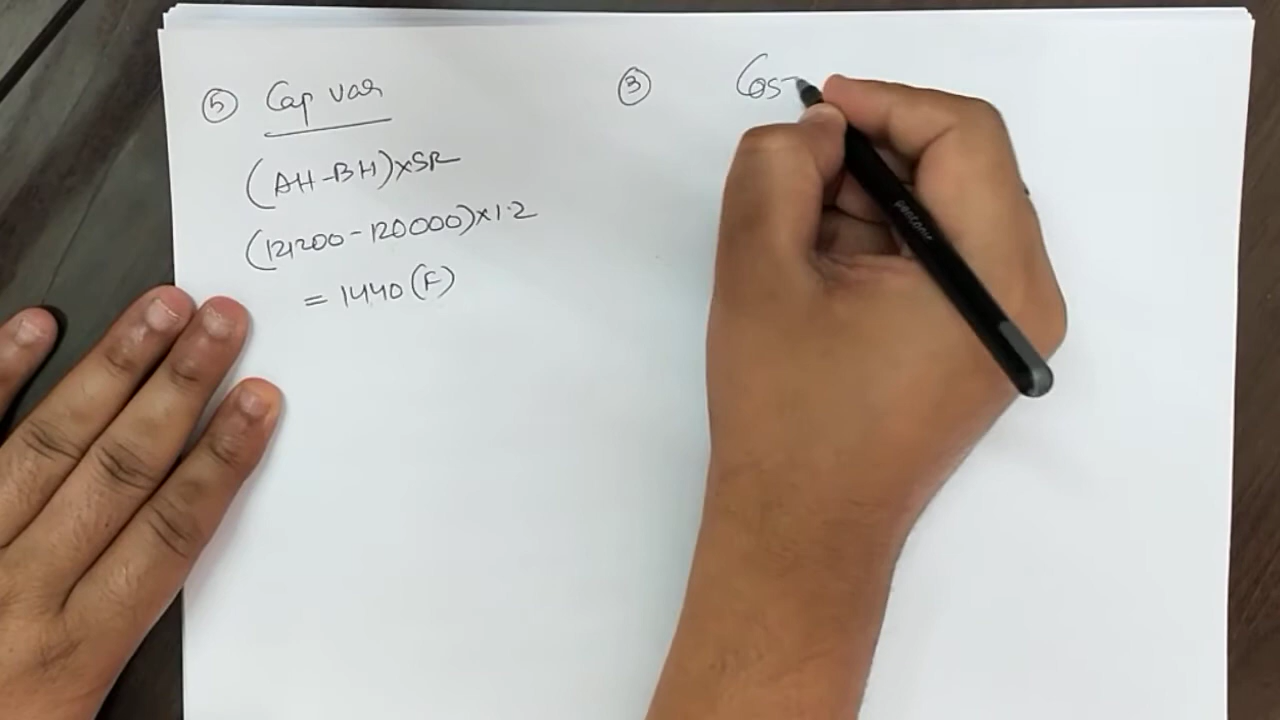 ⑤ Cap var
(AH-BH)×SR
(121200-120000)×1.2
= 1440 (F)
③ Cos